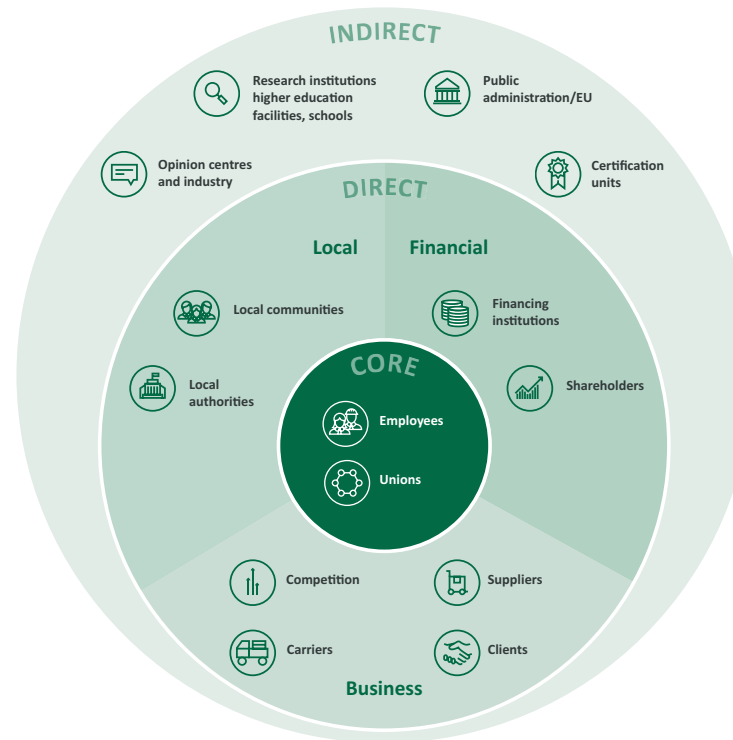 INDIRECT
Research institutions
higher education
facilities, schools
Public
administration/EU
Opinion centres
and industry
Certification
units
DIRECT
Local
Financial
Local communities
Financing
institutions
Local
authorities
Shareholders
CORE
Employees
Unions
Competition
Suppliers
Carriers
Clients
Business